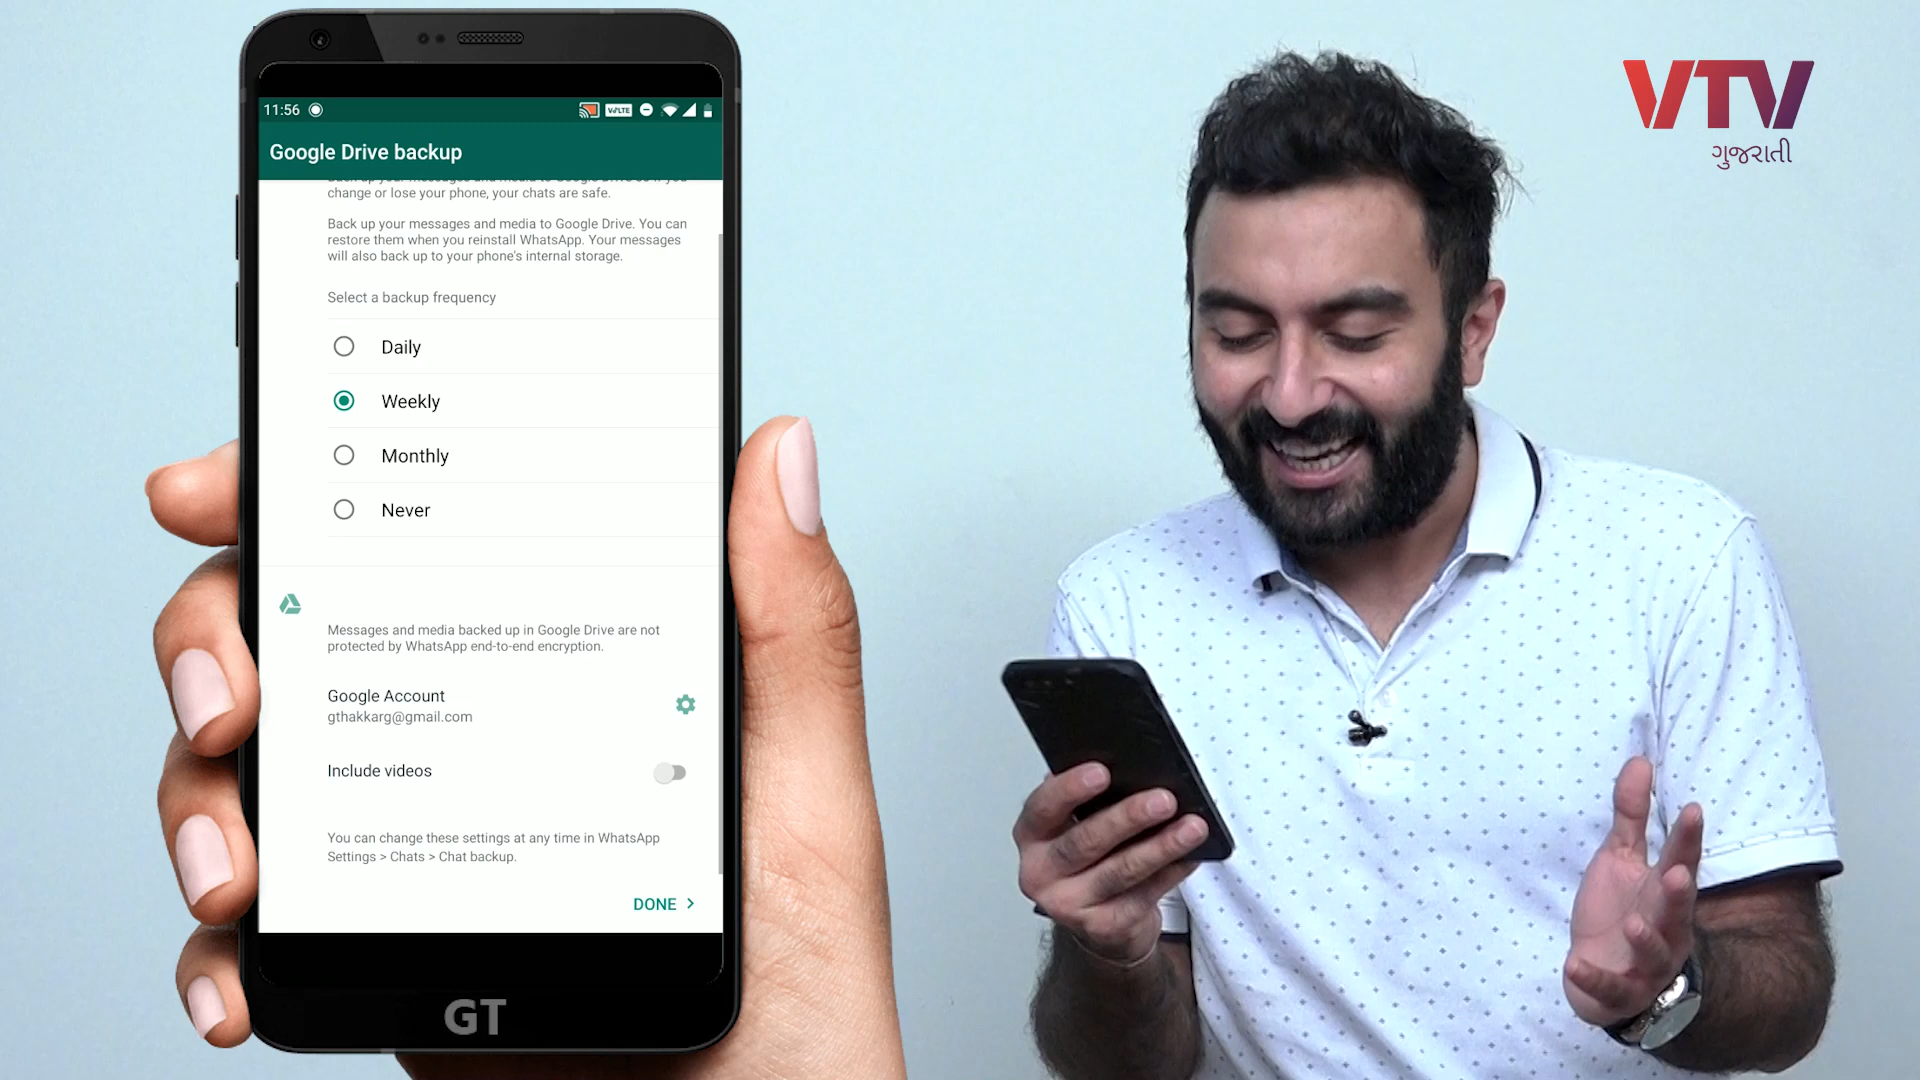 11:56
VoLTE
Google Drive backup
change or lose your phone, your chats are safe.
Back up your messages and media to Google Drive. You can
restore them when you reinstall WhatsApp. Your messages
will also back up to your phone's internal storage.
Select a backup frequency
Daily
Weekly
Monthly
Never
Messages and media backed up in Google Drive are not
protected by WhatsApp end-to-end encryption.
Google Account
gthakkarg@gmail.com
Include videos
You can change these settings at any time in WhatsApp
Settings > Chats > Chat backup.
DONE >
GT
VTV
ગુજરાતી